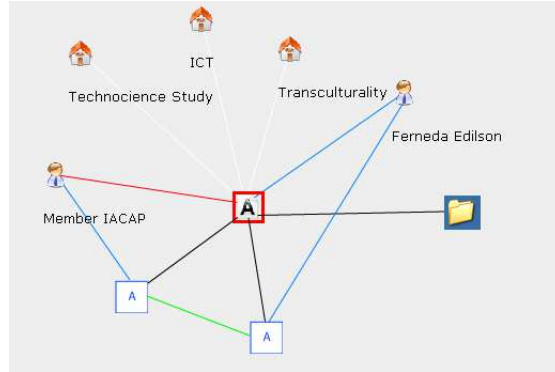 ICT
Technocience Study
Transculturality
Ferneda Edilson
Member IACAP
A
A
A